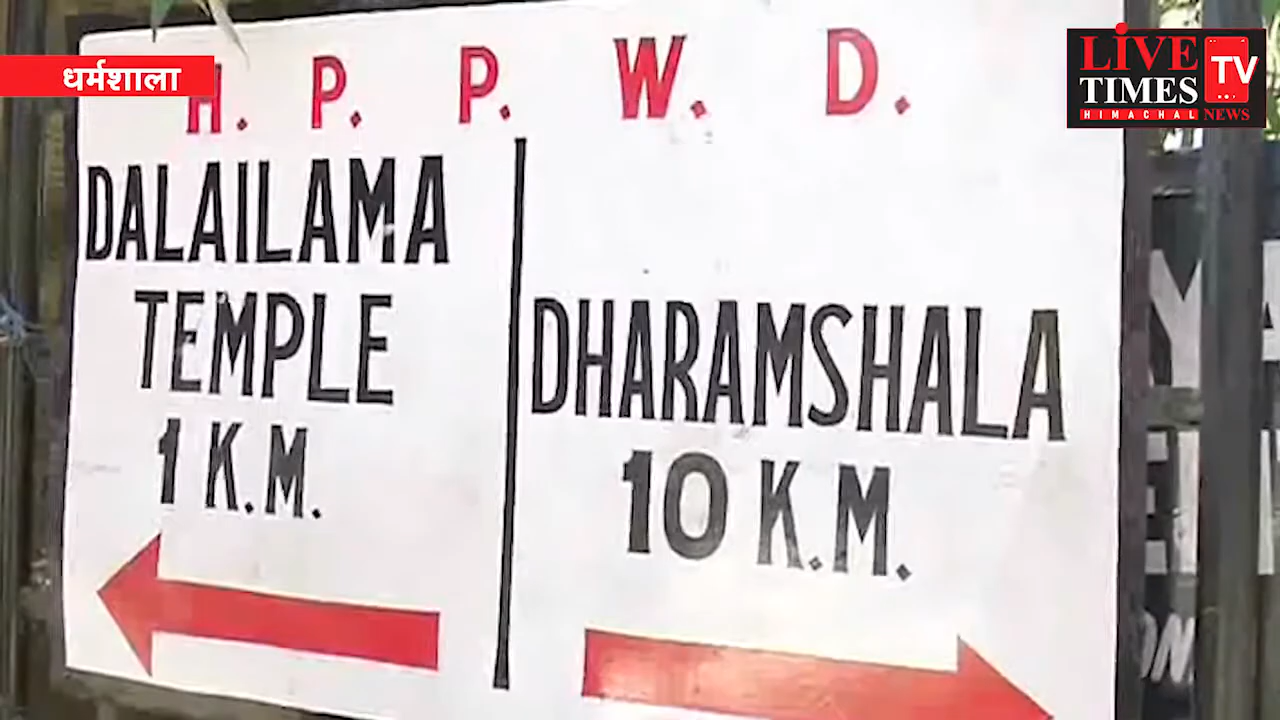 धर्मशाला
H. P. P. W. D.
DALAILAMA
TEMPLE
1 K.M.
DHARAMSHALA
10 K.M.
LIVE
TIMES
TV
HIMACHAL NEWS